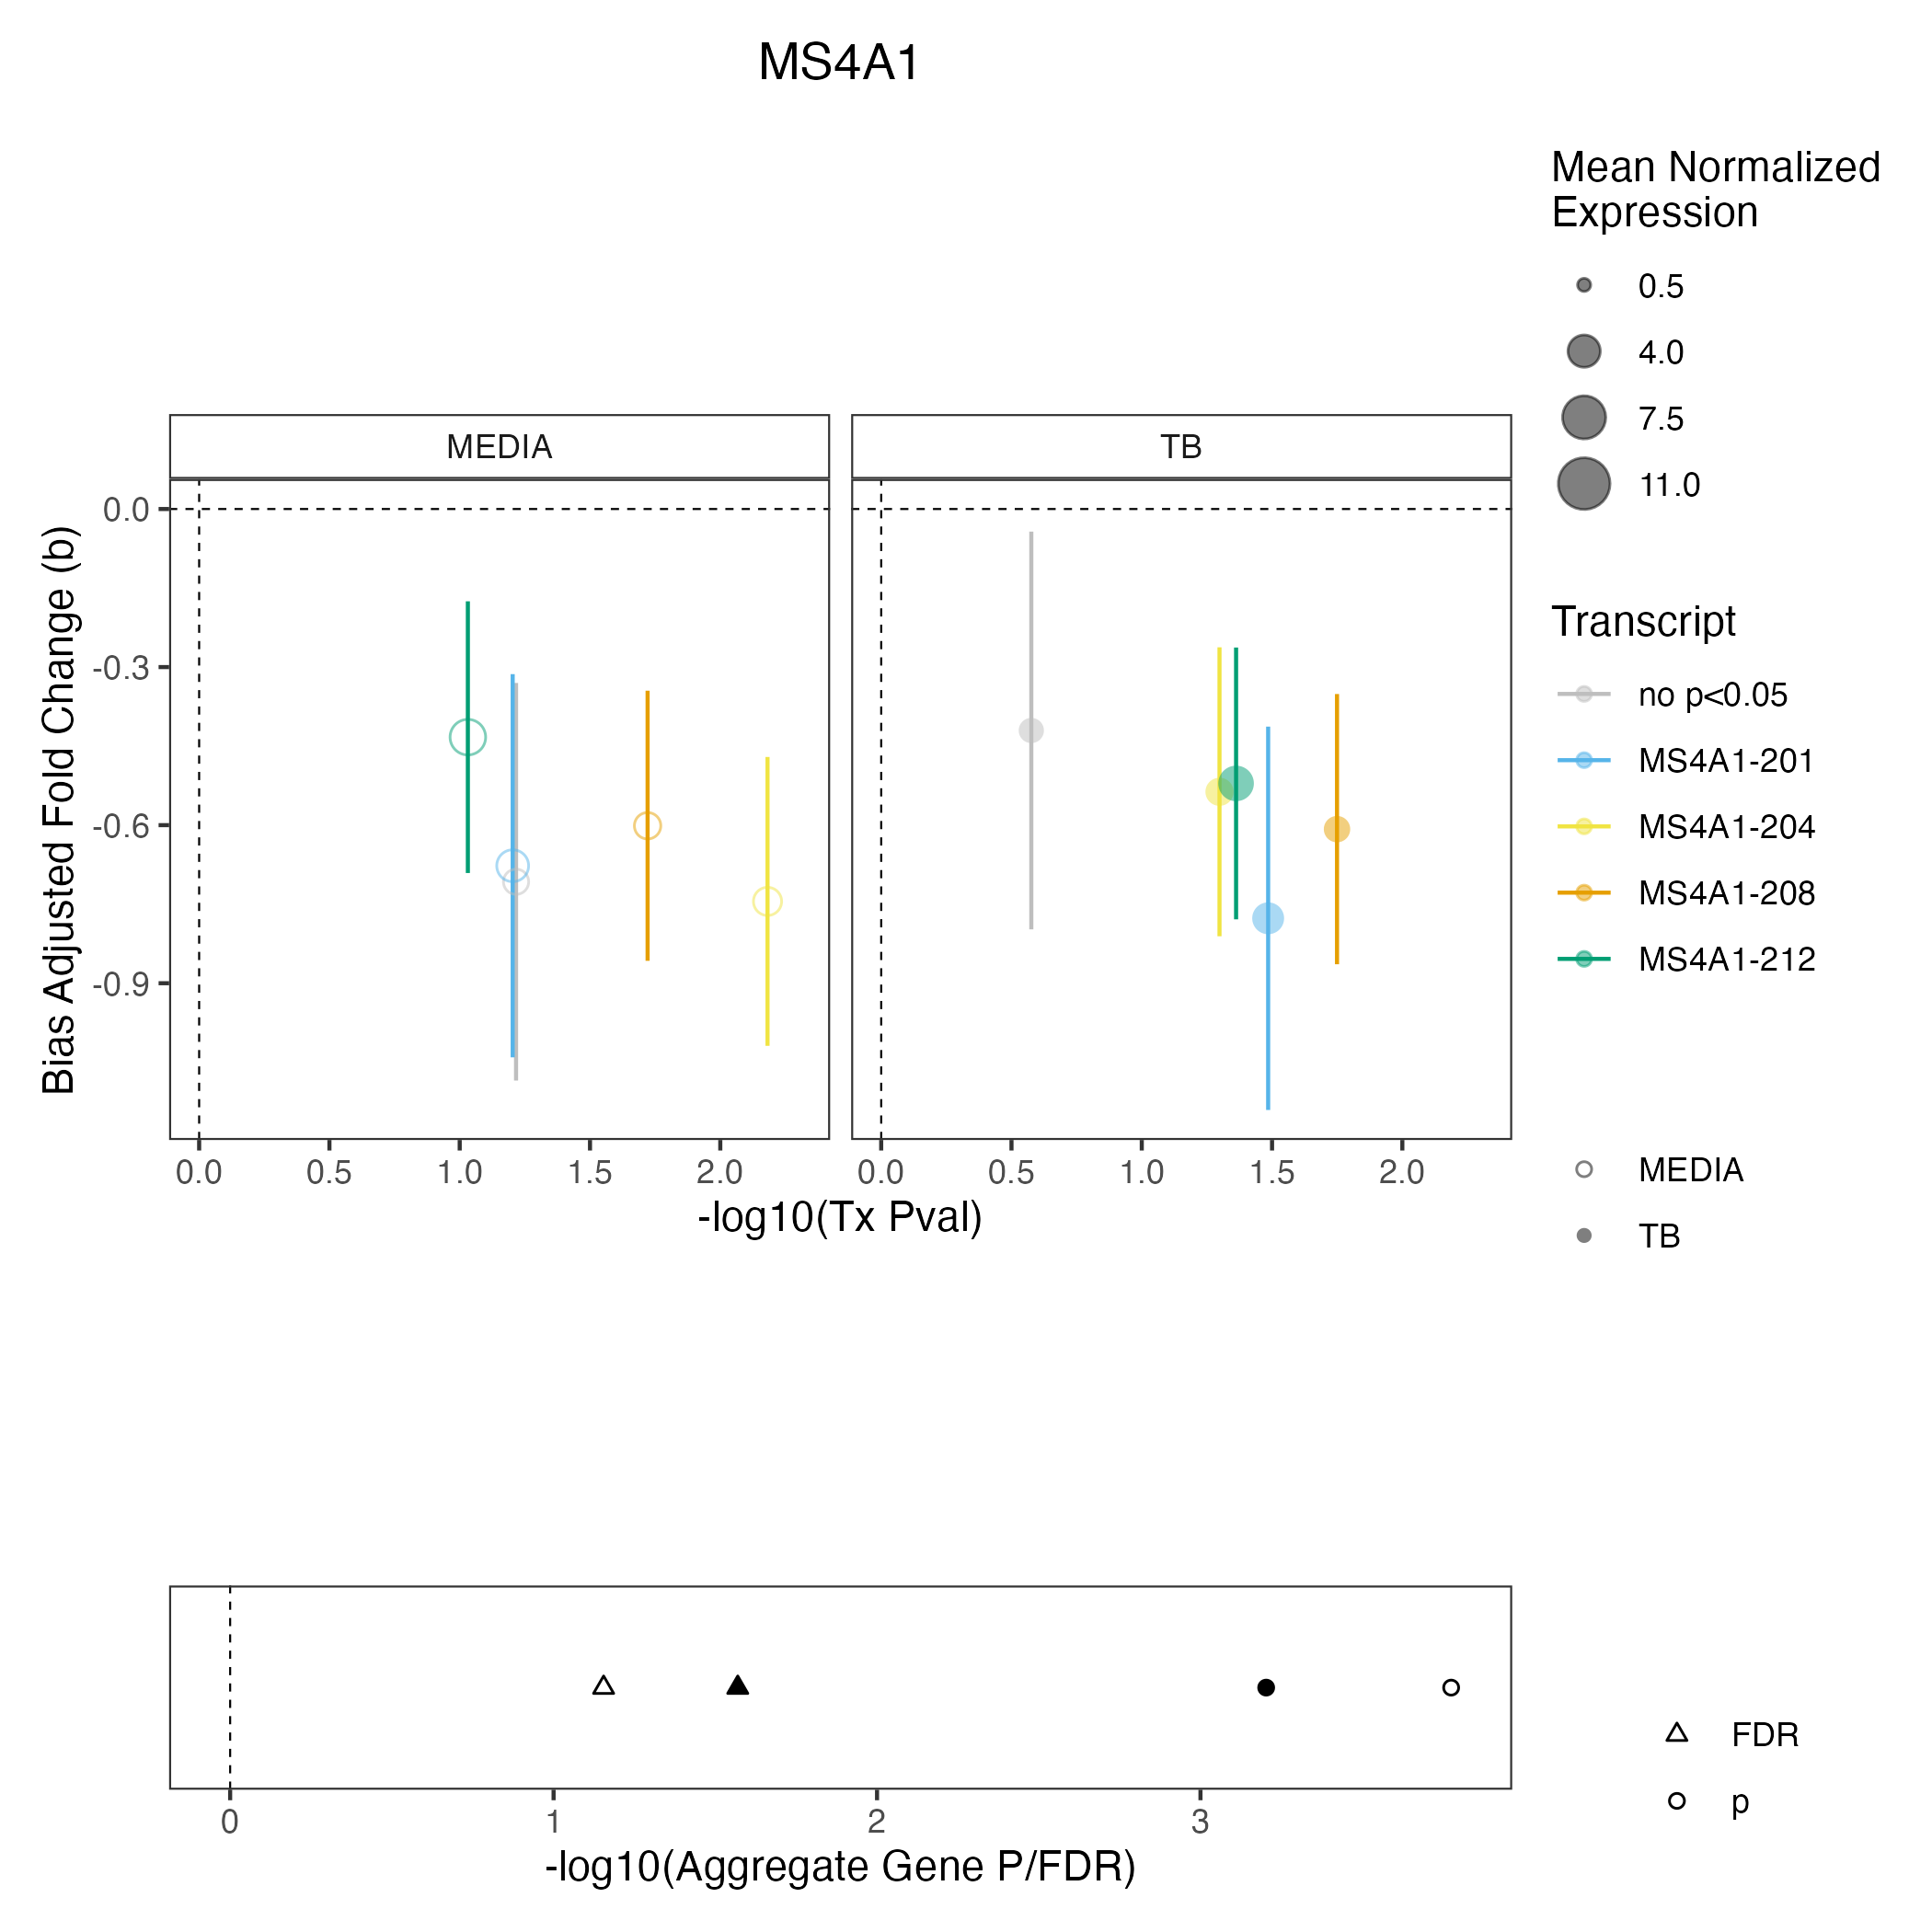 MS4A1
Mean Normalized
Expression
0.5
4.0
7.5
11.0
MEDIA
TB
Bias Adjusted Fold Change (b)
0.0
-0.3
-0.6
-0.9
0.0 0.5 1.0 1.5 2.0
0.0 0.5 1.0 1.5 2.0
-log10(Tx Pval)
Transcript
no p<0.05
MS4A1-201
MS4A1-204
MS4A1-208
MS4A1-212
MEDIA
TB
0 1 2 3
-log10(Aggregate Gene P/FDR)
FDR
p